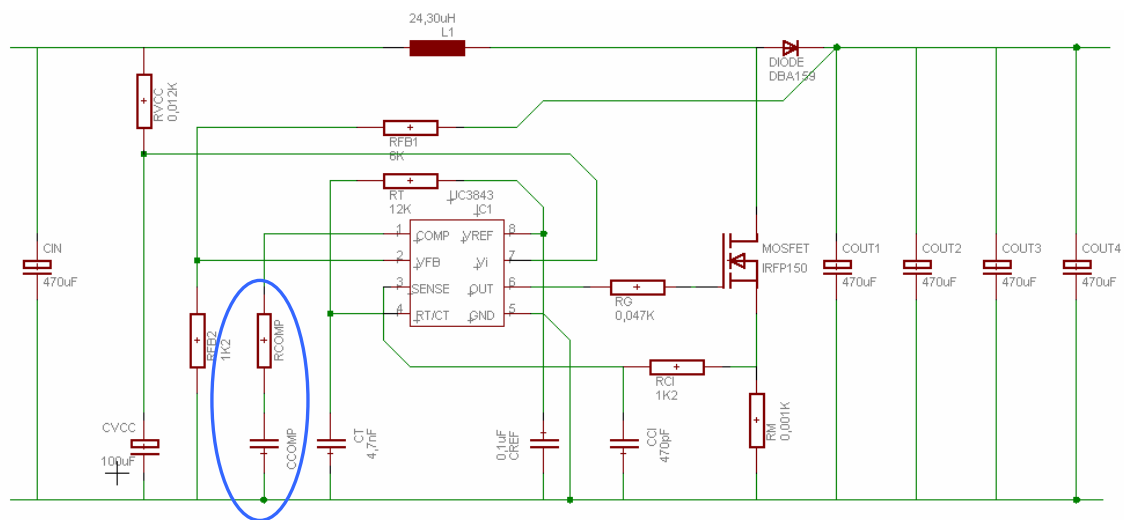 24,30uH
L1
DIODE
DBA159
RVCC
0,012K
RFB1
8K
RT
12K
UC3843
IC1
COMP
VREF
VFB
Vi
SENSE
OUT
RT/CT
GND
1
2
3
4
8
7
6
5
CIN
470uF
MOSFET
IRFP150
COUT1
470uF
COUT2
470uF
COUT3
470uF
COUT4
470uF
RG
0,047K
RFB2
1K2
RCOMP
RCI
1K2
RM
0,001K
CVCC
100uF
CCOMP
CT
4,7nF
0,1uF
CREF
CCI
470pF